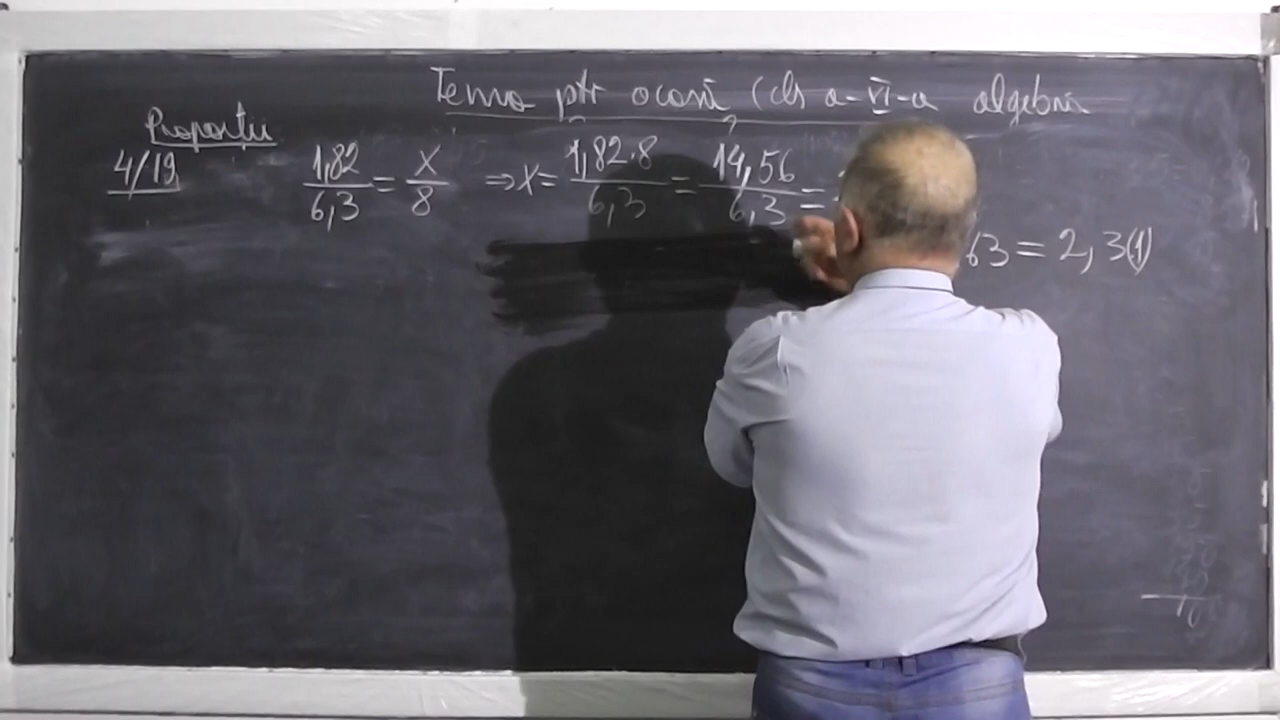 Tema ptr acasă (cls a-VI-a algebră
Proporții
4/19 1,82/6,3 = x/8 ⇒ x = 1,82·8/6,3 = 14,56/6,3 =
63 = 2,3(1)